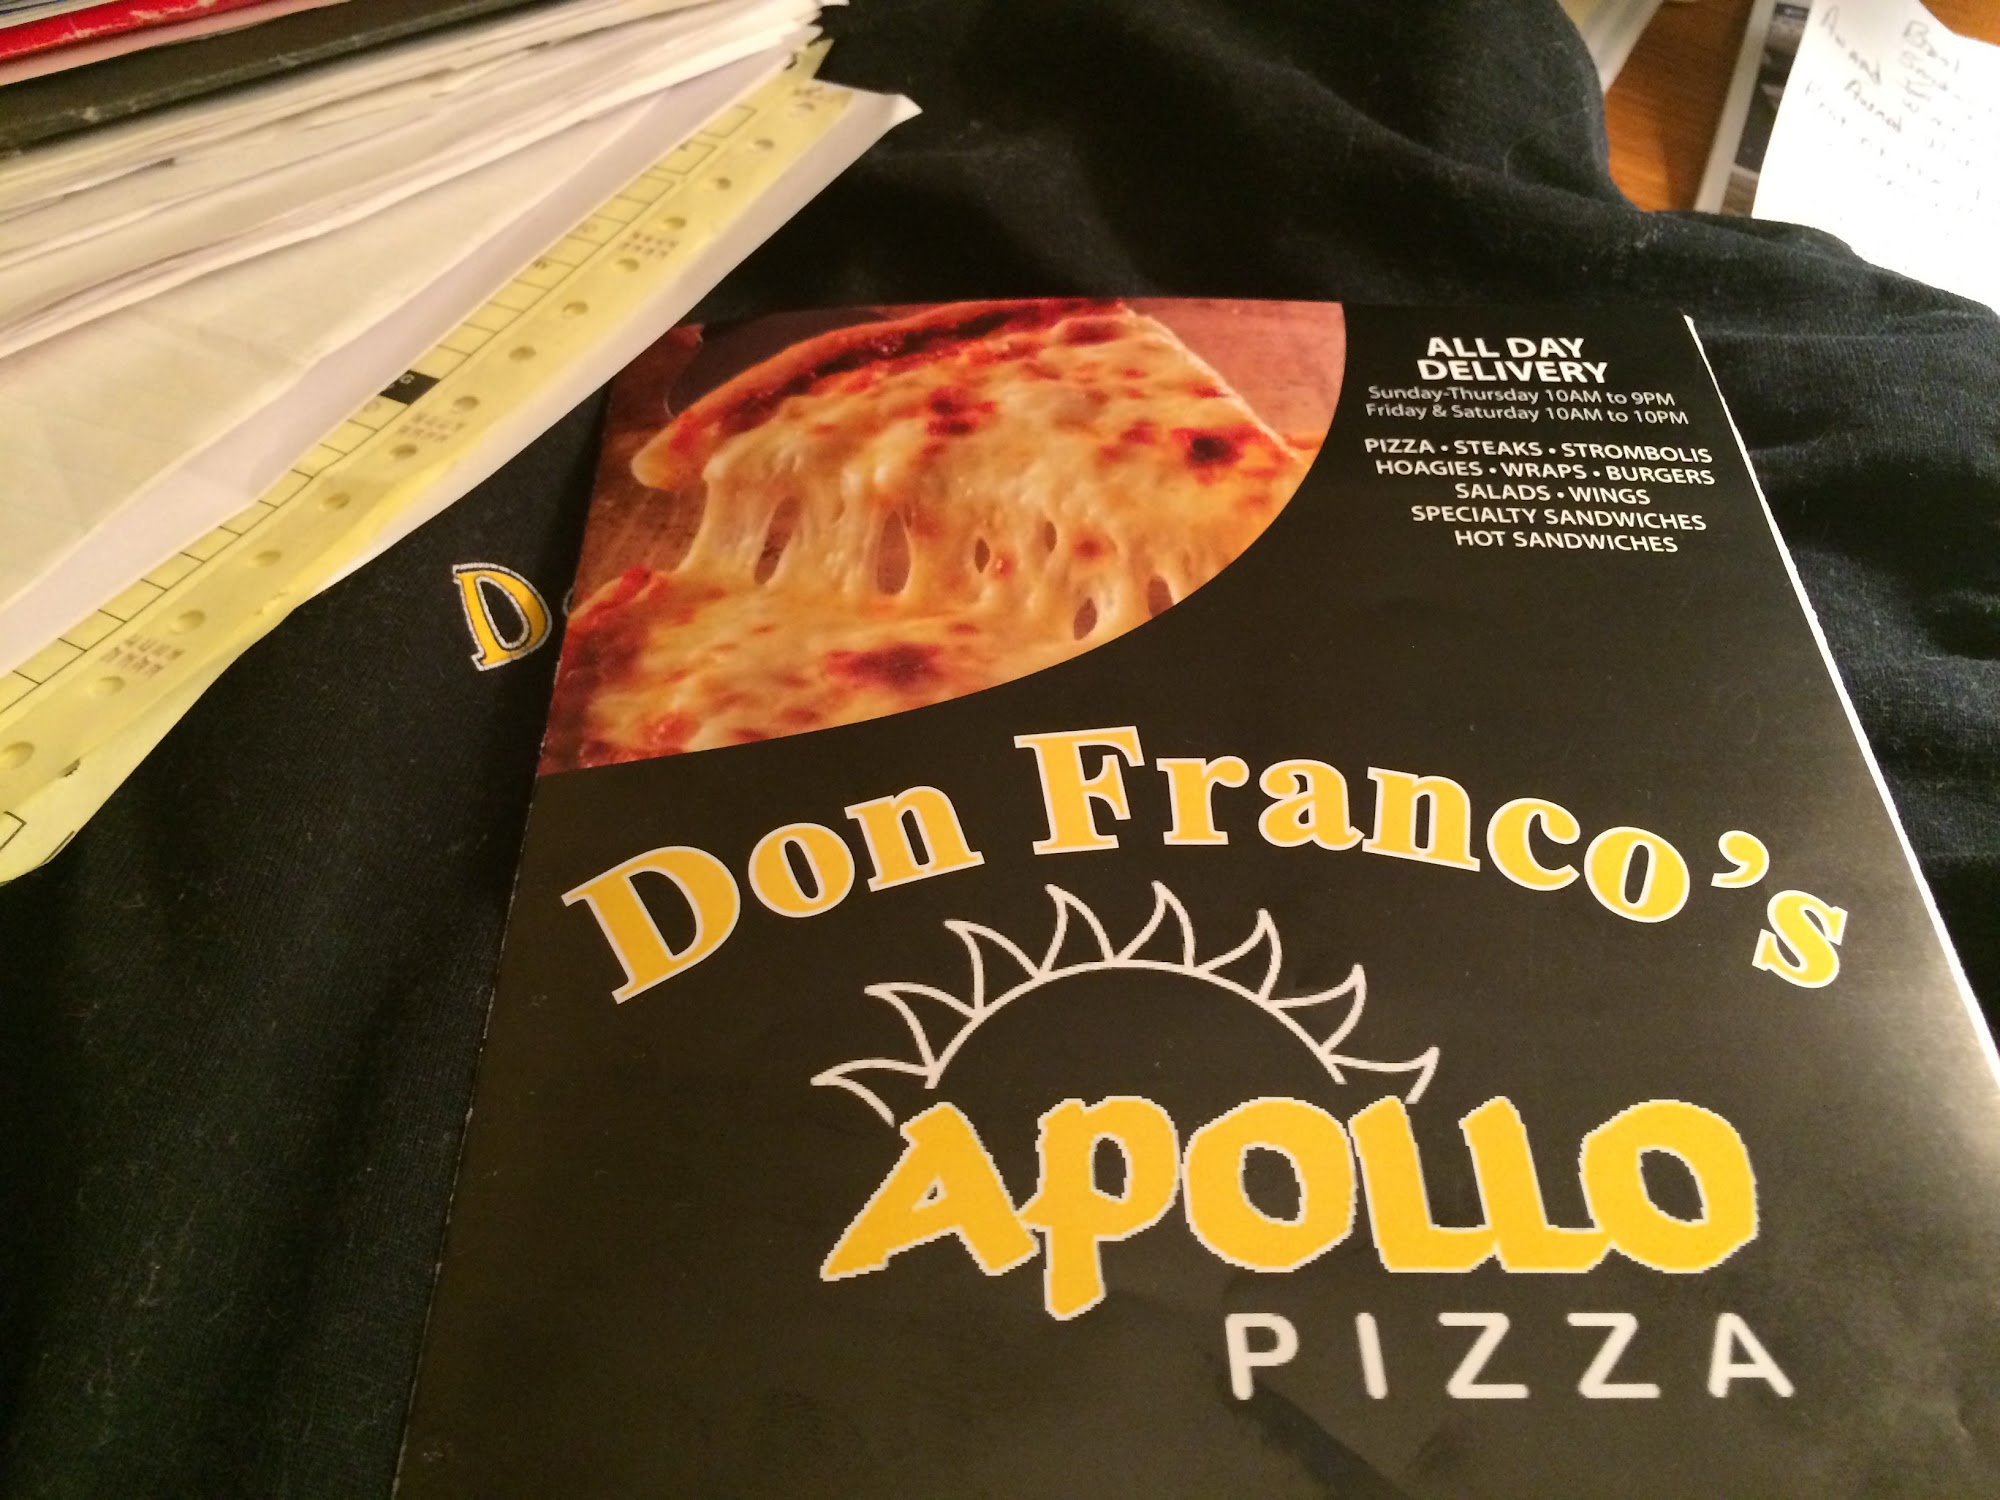 ALL DAY
DELIVERY
Sunday-Thursday 10AM to 9PM
Friday & Saturday 10AM to 10PM
PIZZA • STEAKS • STROMBOLIS
HOAGIES • WRAPS • BURGERS
SALADS • WINGS
SPECIALTY SANDWICHES
HOT SANDWICHES
D
Don Franco's
APOLLO
PIZZA